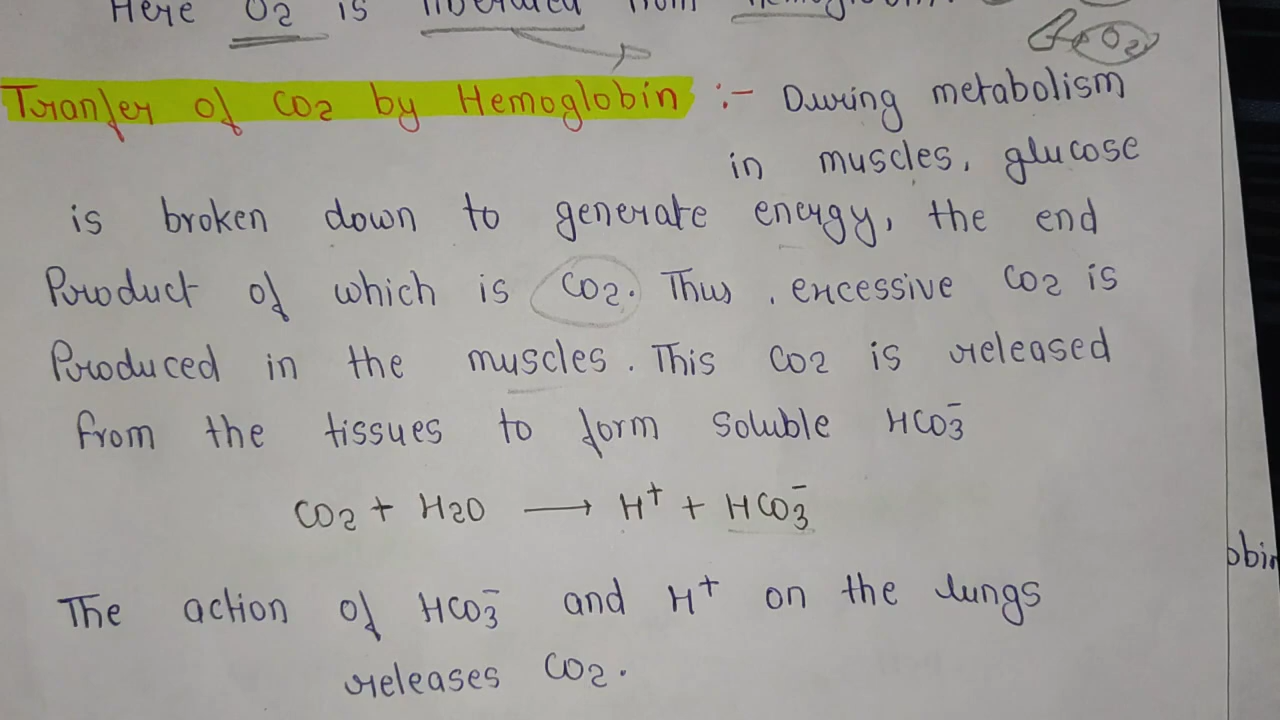 Here O2 is liberated from
FeO2
Tranfer of CO2 by Hemoglobin :- During metabolism
in muscles, glucose
is broken down to generate energy, the end
Product of which is CO2. Thus, excessive CO2 is
Produced in the muscles. This CO2 is released
from the tissues to form soluble HCO3-
CO2 + H2O → H+ + HCO3-
The action of HCO3- and H+ on the lungs
releases CO2.